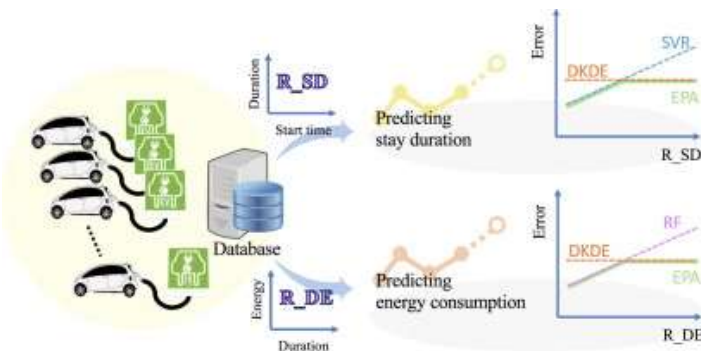 Duration
R_SD
Start time
Predicting
stay duration
Error
SVR
DKDE
EPA
R_SD
Database
Energy
R_DE
Duration
Predicting
energy consumption
Error
RF
DKDE
EPA
R_DE